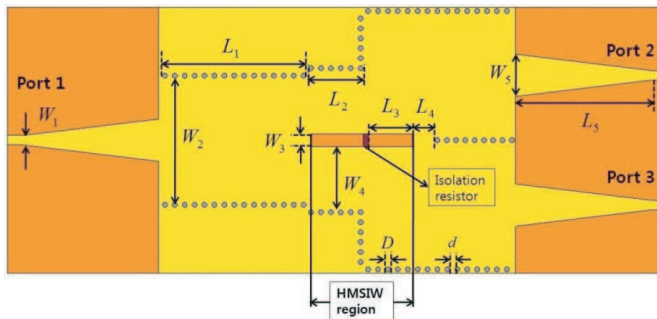 Port 1
W₁
L₁
W₂
L₂
W₃
W₄
L₃
L₄
Isolation
resistor
D
d
HMSIW
region
Port 2
W₅
L₅
Port 3